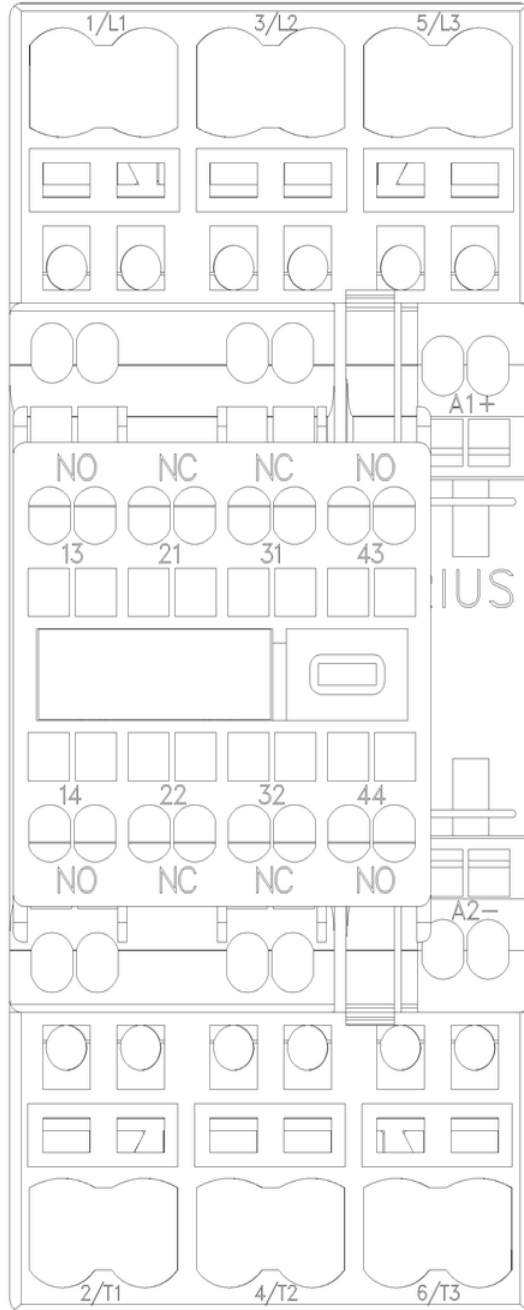 1/L1 3/L2 5/L3
A1+
NO NC NC NO
13 21 31 43
IUS
14 22 32 44
NO NC NC NO
A2-
2/T1 4/T2 6/T3